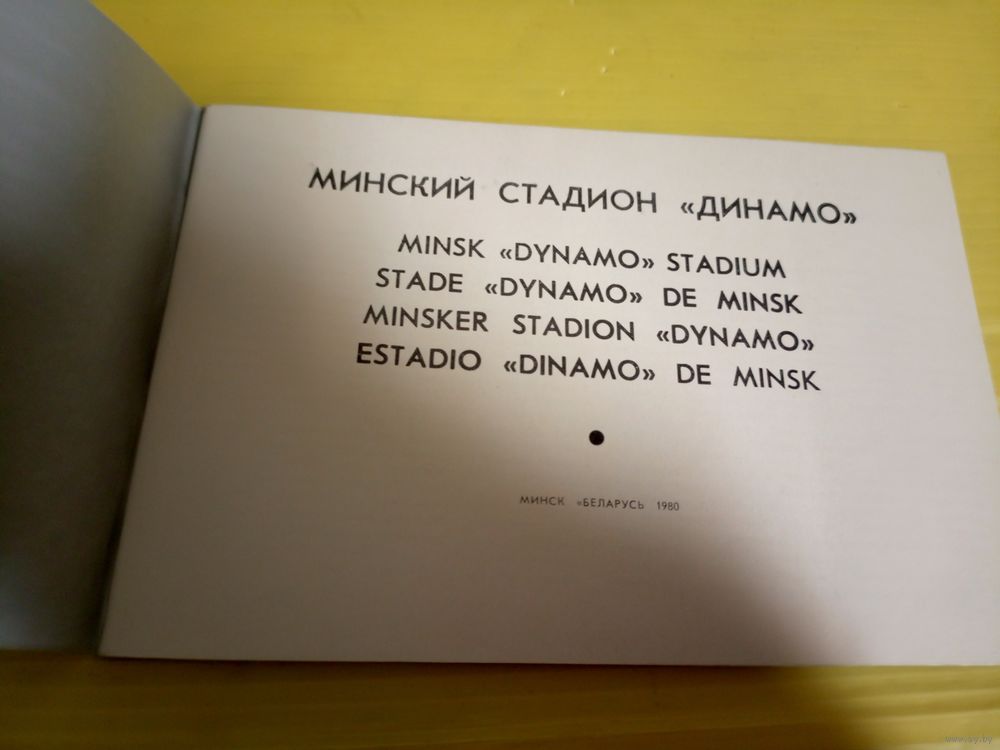 МИНСКИЙ СТАДИОН «ДИНАМО»
MINSK «DYNAMO» STADIUM
STADE «DYNAMO» DE MINSK
MINSKER STADION «DYNAMO»
ESTADIO «DINAMO» DE MINSK
МИНСК «БЕЛАРУСЬ 1980